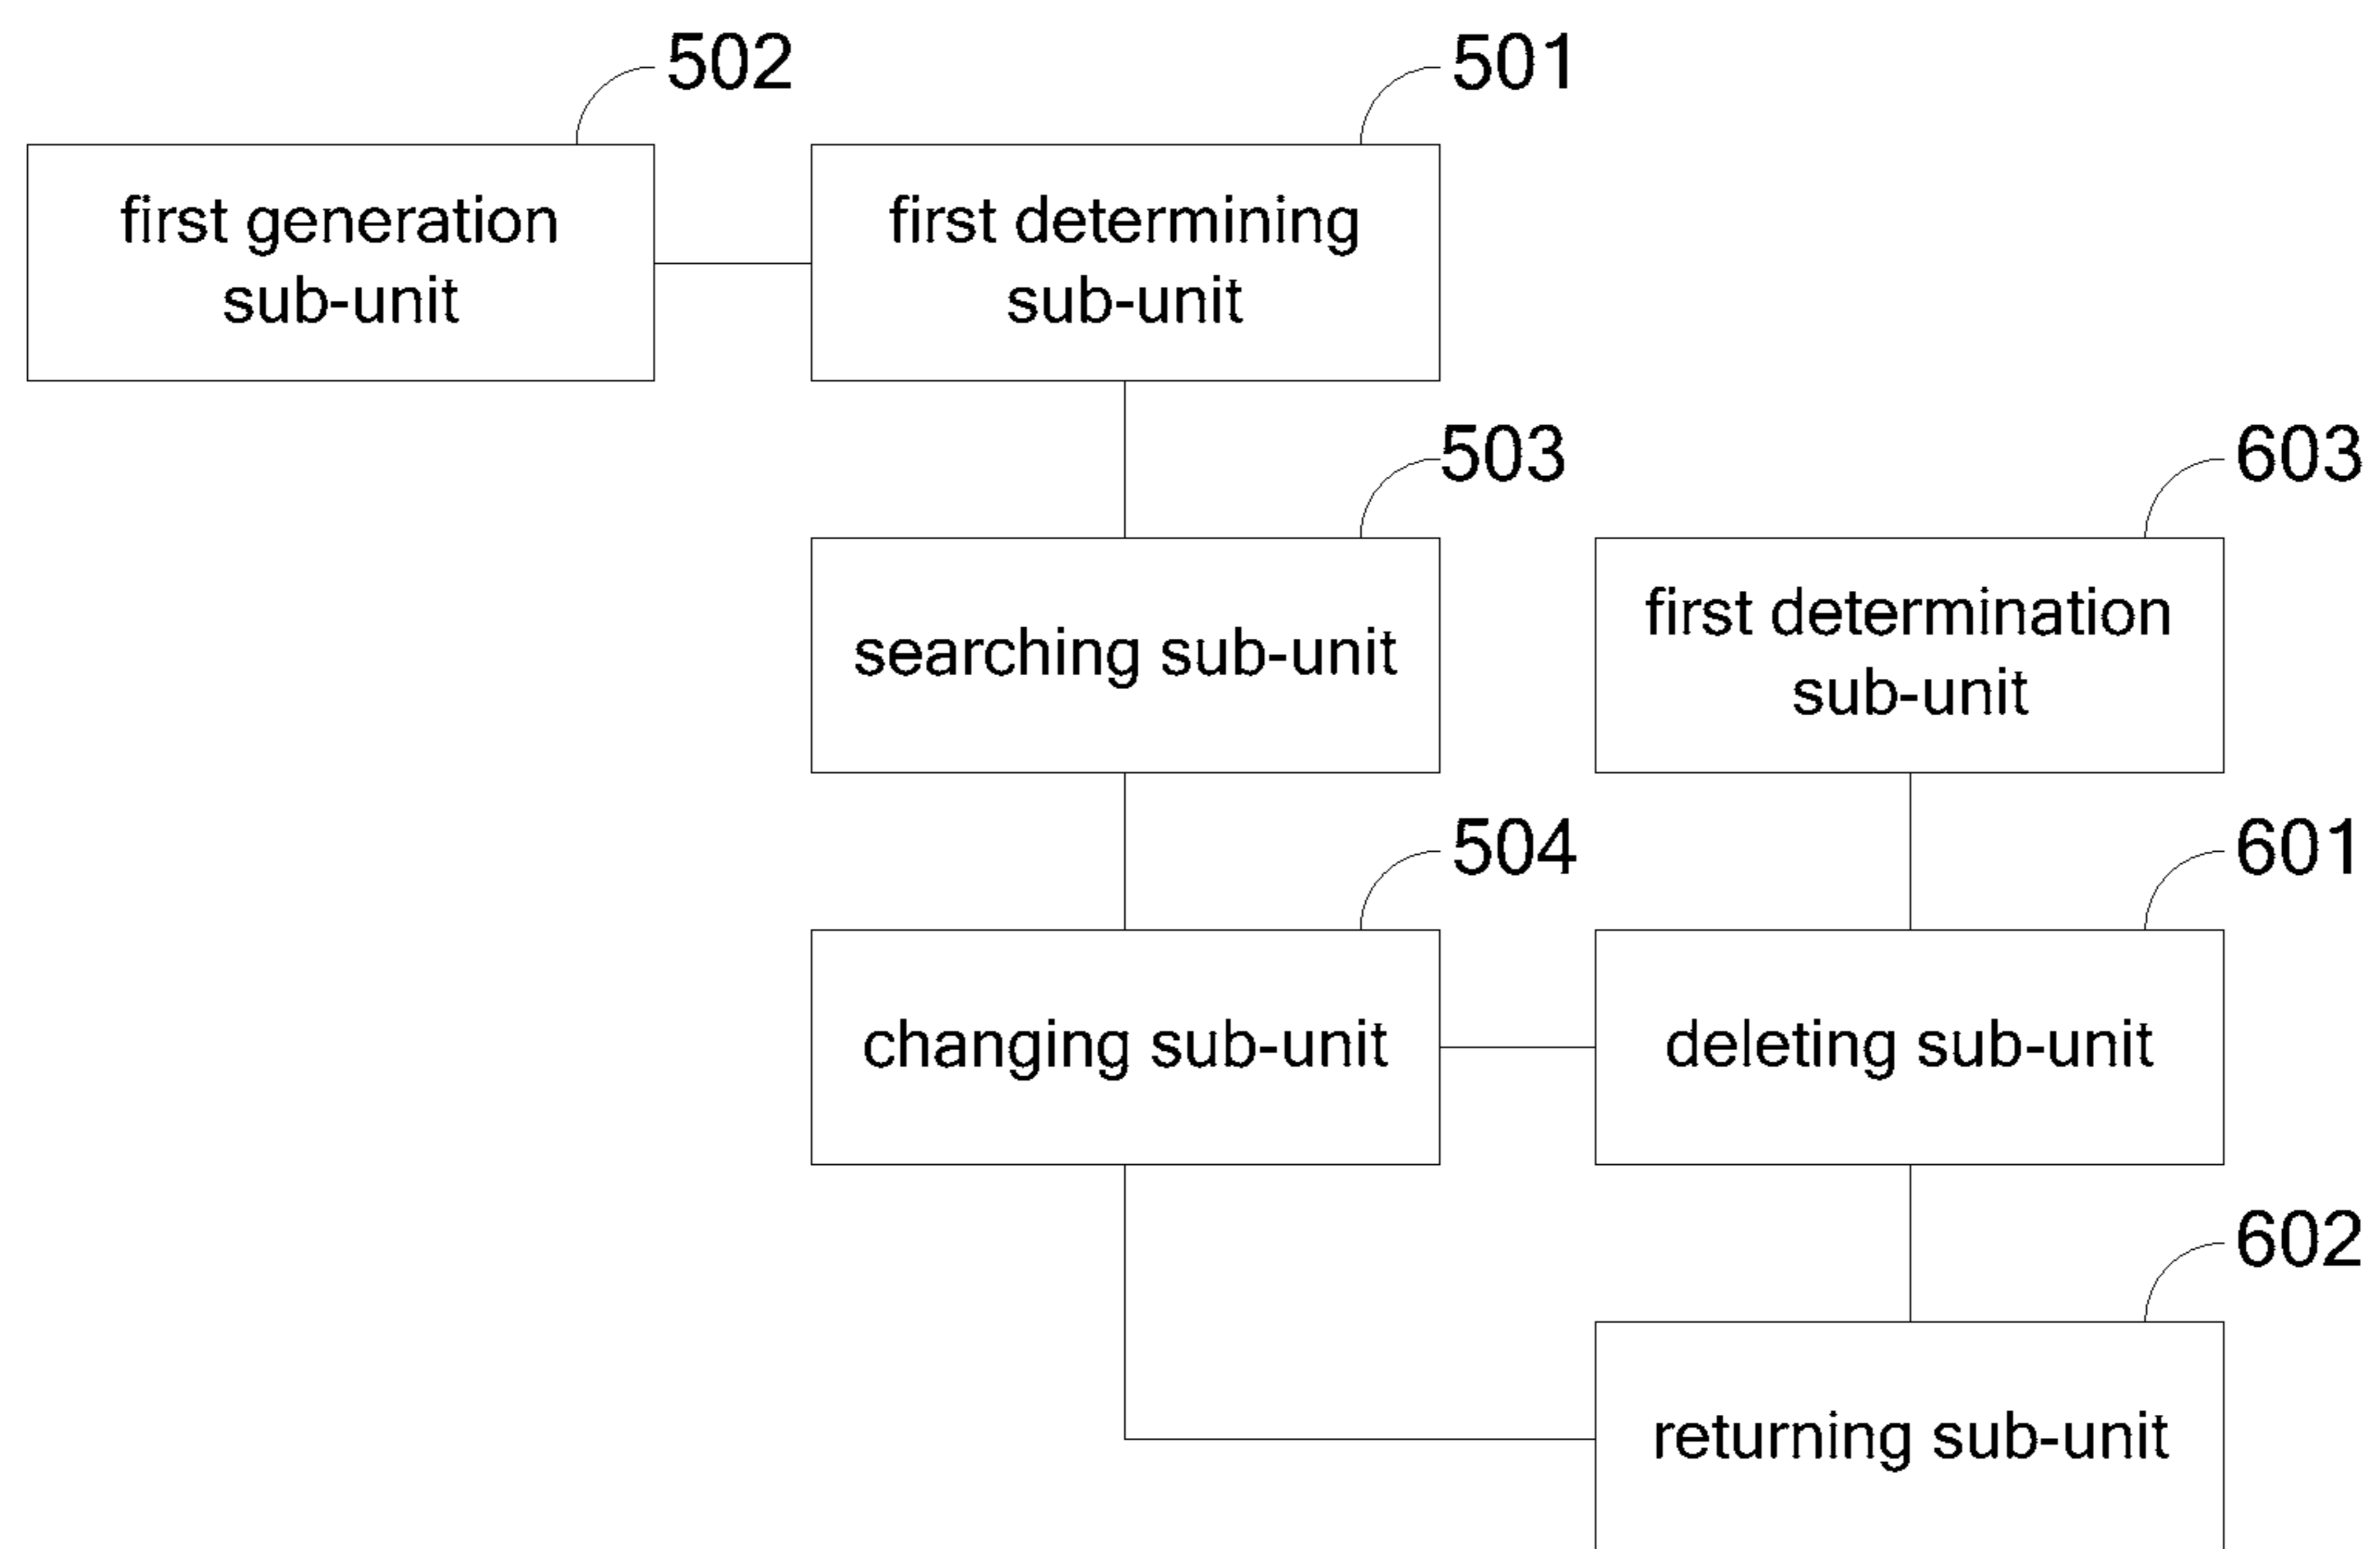 502
501
first generation
sub-unit
first determining
sub-unit
503
603
searching sub-unit
first determination
sub-unit
504
601
changing sub-unit
deleting sub-unit
602
returning sub-unit